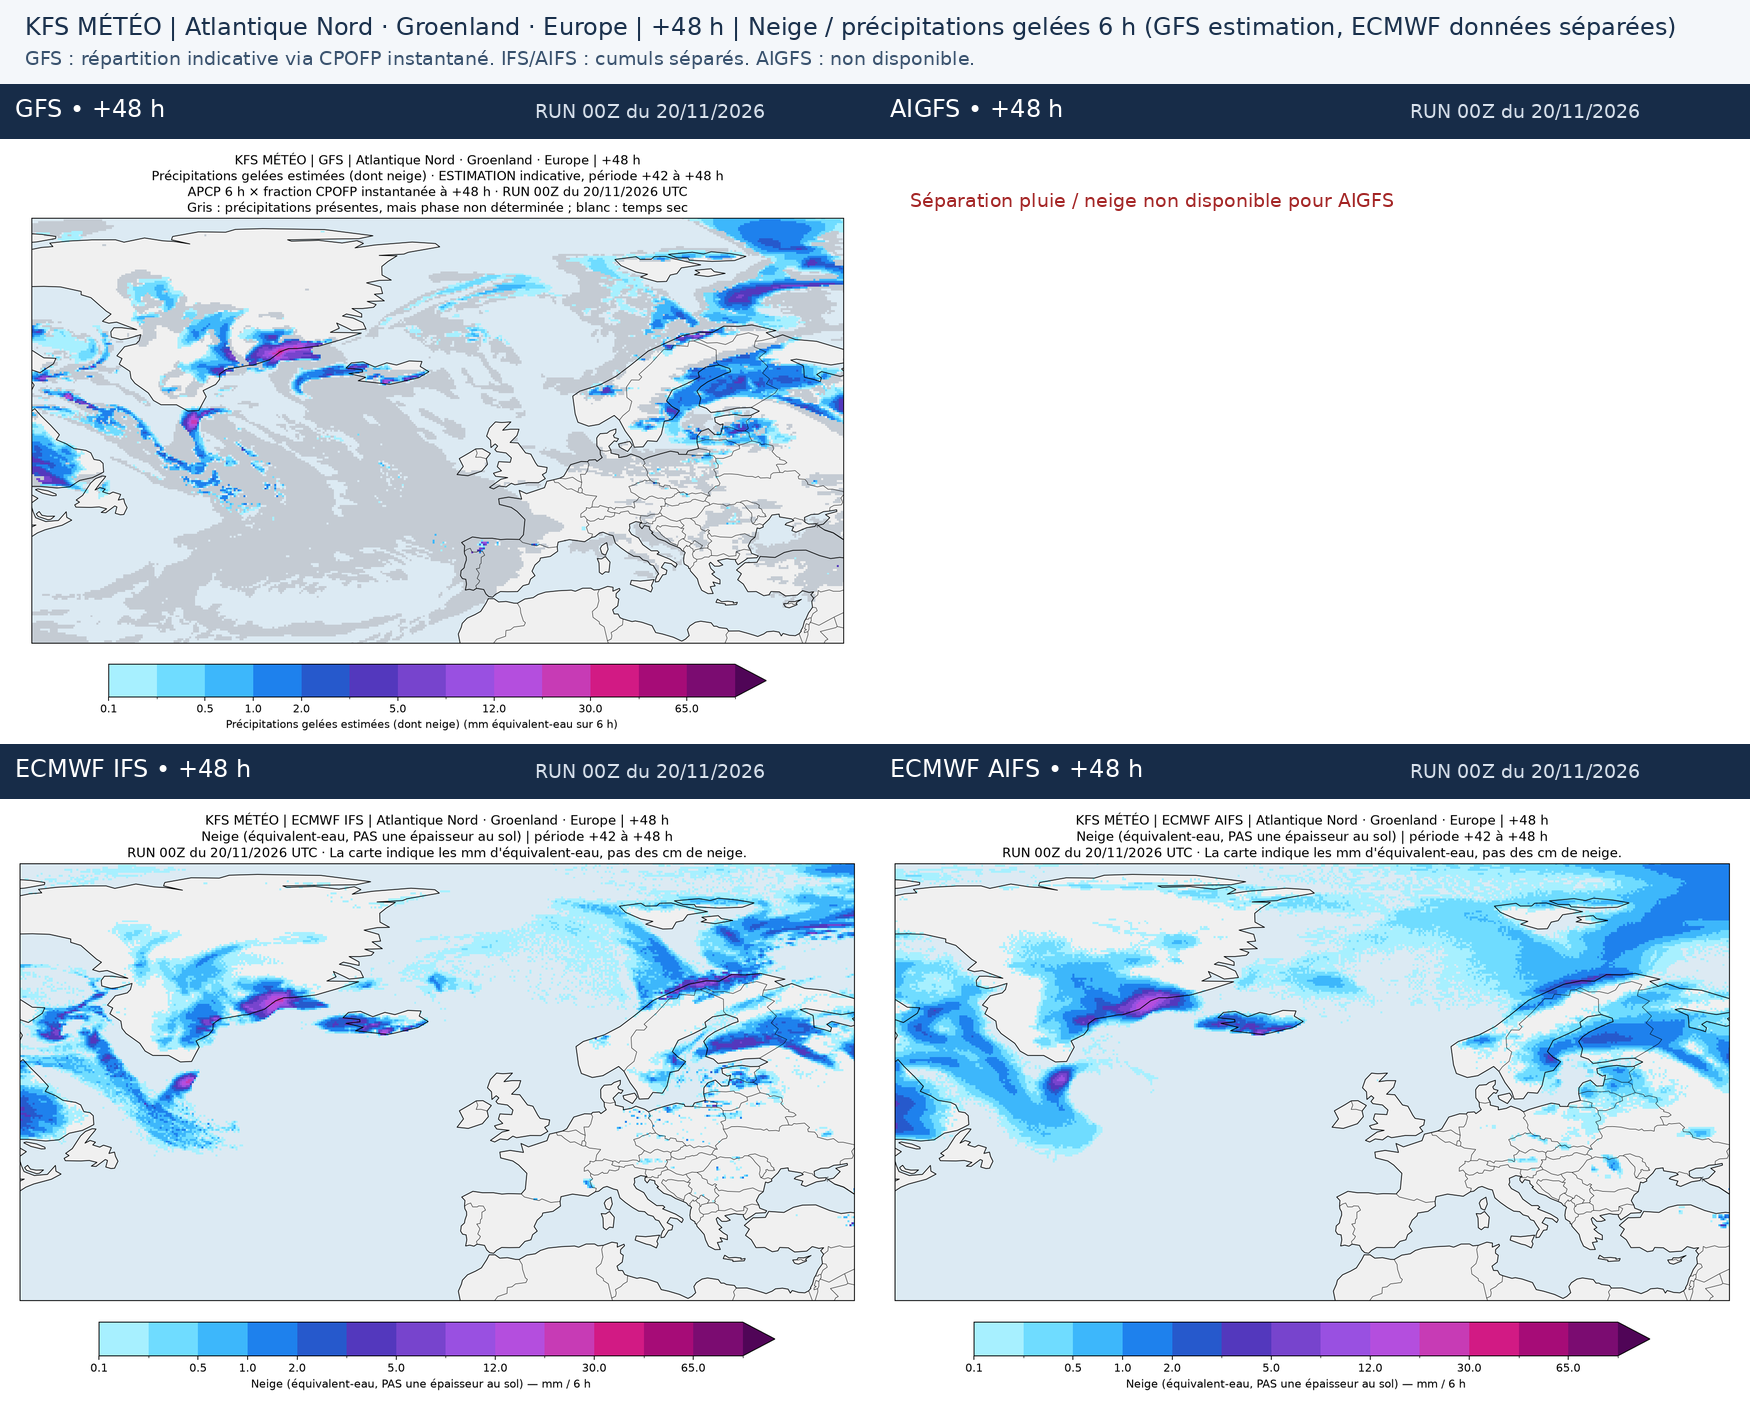 KFS MÉTÉO | Atlantique Nord · Groenland · Europe | +48 h | Neige / précipitations gelées 6 h (GFS estimation, ECMWF données séparées)
GFS : répartition indicative via CPOFP instantané. IFS/AIFS : cumuls séparés. AIGFS : non disponible.
GFS • +48 h
RUN 00Z du 20/11/2026
AIGFS • +48 h
RUN 00Z du 20/11/2026
KFS MÉTÉO | GFS | Atlantique Nord · Groenland · Europe | +48 h
Précipitations gelées estimées (dont neige) · ESTIMATION indicative, période +42 à +48 h
APCP 6 h × fraction CPOFP instantanée à +48 h · RUN 00Z du 20/11/2026 UTC
Gris : précipitations présentes, mais phase non déterminée ; blanc : temps sec
Séparation pluie / neige non disponible pour AIGFS
0.1 0.5 1.0 2.0 5.0 12.0 30.0 65.0
Précipitations gelées estimées (dont neige) (mm équivalent-eau sur 6 h)
ECMWF IFS • +48 h
RUN 00Z du 20/11/2026
ECMWF AIFS • +48 h
RUN 00Z du 20/11/2026
KFS MÉTÉO | ECMWF IFS | Atlantique Nord · Groenland · Europe | +48 h
Neige (équivalent-eau, PAS une épaisseur au sol) | période +42 à +48 h
RUN 00Z du 20/11/2026 UTC · La carte indique les mm d'équivalent-eau, pas des cm de neige.
KFS MÉTÉO | ECMWF AIFS | Atlantique Nord · Groenland · Europe | +48 h
Neige (équivalent-eau, PAS une épaisseur au sol) | période +42 à +48 h
RUN 00Z du 20/11/2026 UTC · La carte indique les mm d'équivalent-eau, pas des cm de neige.
0.1 0.5 1.0 2.0 5.0 12.0 30.0 65.0
Neige (équivalent-eau, PAS une épaisseur au sol) — mm / 6 h
0.1 0.5 1.0 2.0 5.0 12.0 30.0 65.0
Neige (équivalent-eau, PAS une épaisseur au sol) — mm / 6 h